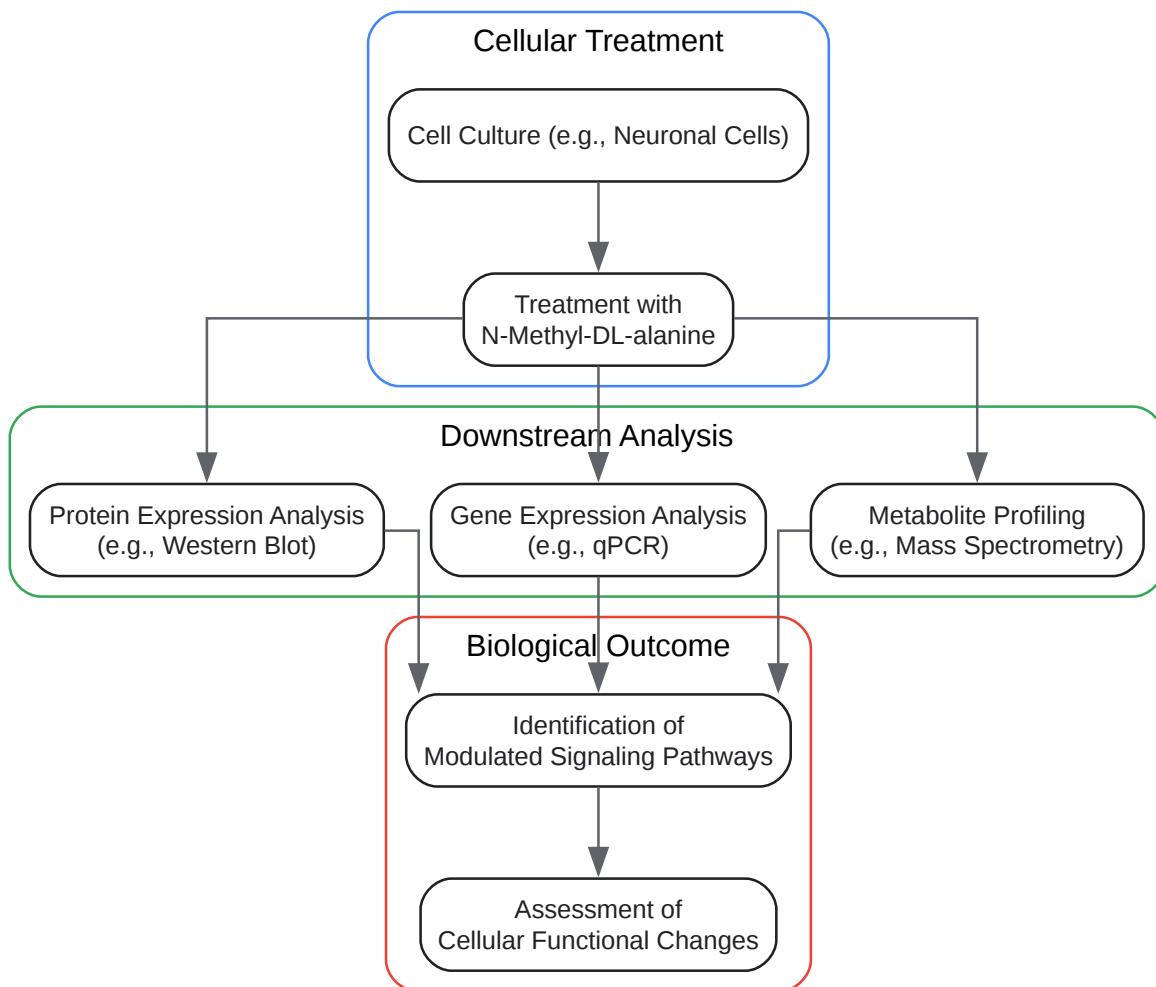 Cellular Treatment
Cell Culture (e.g., Neuronal Cells)
Treatment with
N-Methyl-DL-alanine
Downstream Analysis
Protein Expression Analysis
(e.g., Western Blot)
Gene Expression Analysis
(e.g., qPCR)
Metabolite Profiling
(e.g., Mass Spectrometry)
Biological Outcome
Identification of
Modulated Signaling Pathways
Assessment of
Cellular Functional Changes